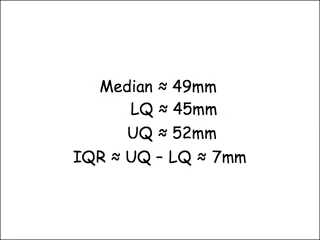 Median ≈ 49mm
LQ ≈ 45mm
UQ ≈ 52mm
IQR ≈ UQ – LQ ≈ 7mm